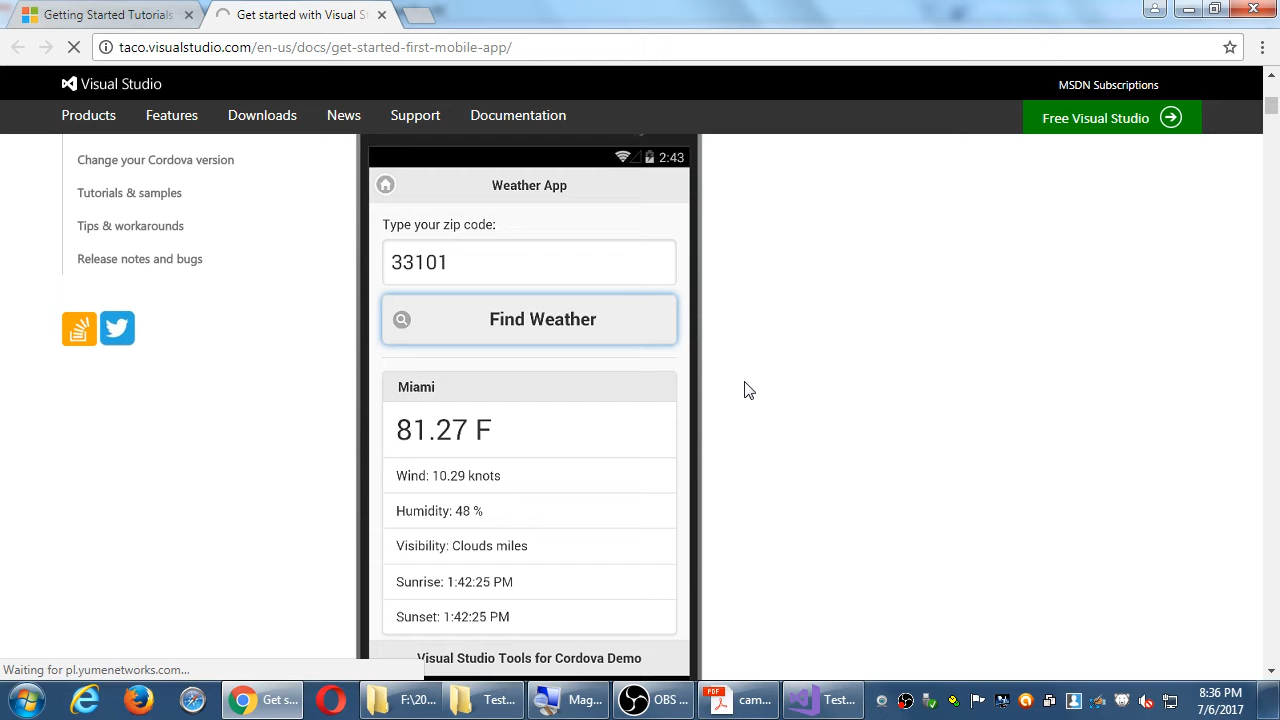 Getting Started Tutorials
Get started with Visual St
taco.visualstudio.com/en-us/docs/get-started-first-mobile-app/
Visual Studio
MSDN Subscriptions
Products Features Downloads News Support Documentation
Free Visual Studio
Change your Cordova version
Tutorials & samples
Tips & workarounds
Release notes and bugs
2:43
Weather App
Type your zip code:
33101
Find Weather
Miami
81.27 F
Wind: 10.29 knots
Humidity: 48 %
Visibility: Clouds miles
Sunrise: 1:42:25 PM
Sunset: 1:42:25 PM
Visual Studio Tools for Cordova Demo
Waiting for pl.yumenetworks.com...
Get s... F:\20... Test... Mag... OBS ... PDF cam... Test...
8:36 PM
7/6/2017